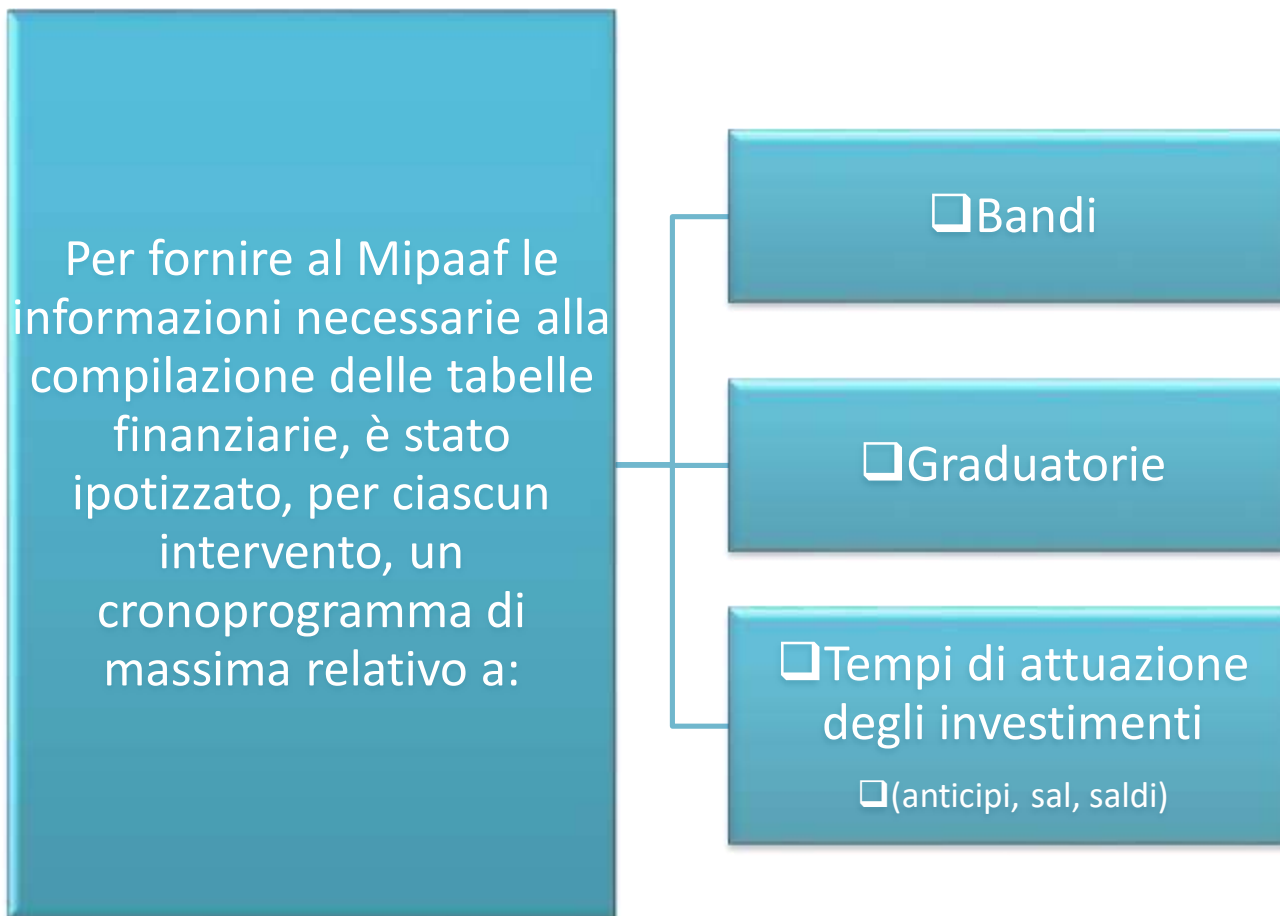 Per fornire al Mipaaf le
informazioni necessarie alla
compilazione delle tabelle
finanziarie, è stato
ipotizzato, per ciascun
intervento, un
cronoprogramma di
massima relativo a:
❑Bandi
❑Graduatorie
❑Tempi di attuazione
degli investimenti
❑(anticipi, sal, saldi)